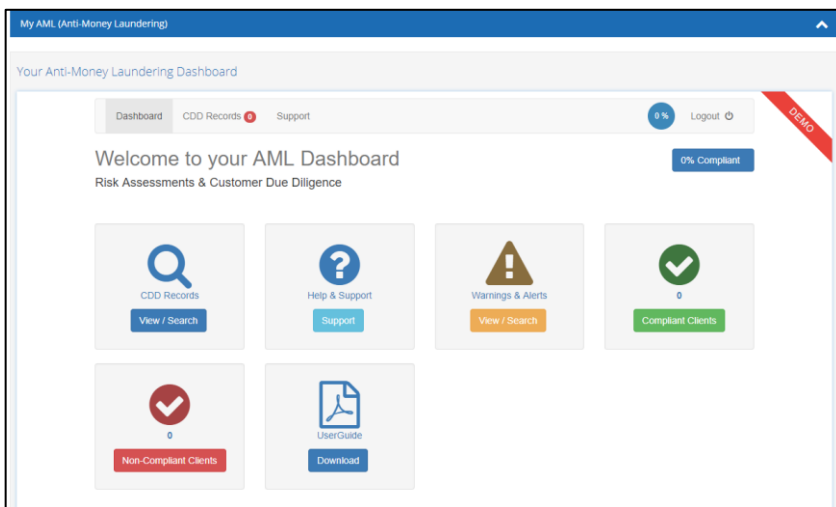 My AML (Anti-Money Laundering)
Your Anti-Money Laundering Dashboard
Dashboard CDD Records 0 Support 0 % Logout
DEMO
Welcome to your AML Dashboard
0% Compliant
Risk Assessments & Customer Due Diligence
CDD Records
View / Search
Help & Support
Support
Warnings & Alerts
View / Search
0
Compliant Clients
0
Non-Compliant Clients
UserGuide
Download